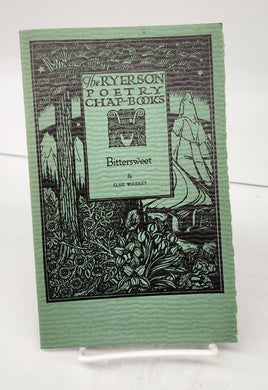 The RYERSON
POETRY
CHAP-BOOKS
Bittersweet
By
ELSIE WOODLEY